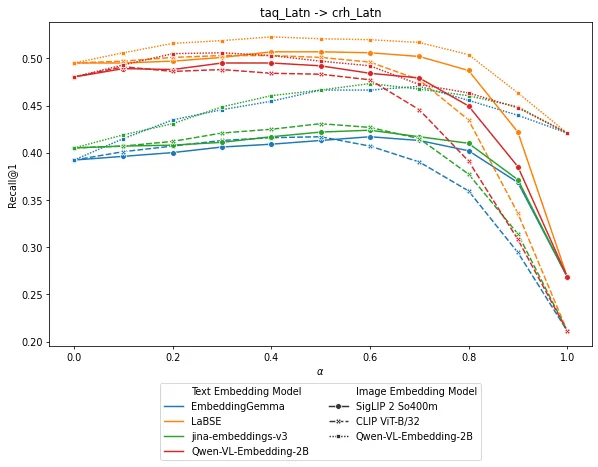 taq_Latn -> crh_Latn
Recall@1
0.50
0.45
0.40
0.35
0.30
0.25
0.20
0.0
0.2
0.4
0.6
0.8
1.0
α
Text Embedding Model
EmbeddingGemma
LaBSE
jina-embeddings-v3
Qwen-VL-Embedding-2B
Image Embedding Model
SigLIP 2 So400m
CLIP ViT-B/32
Qwen-VL-Embedding-2B